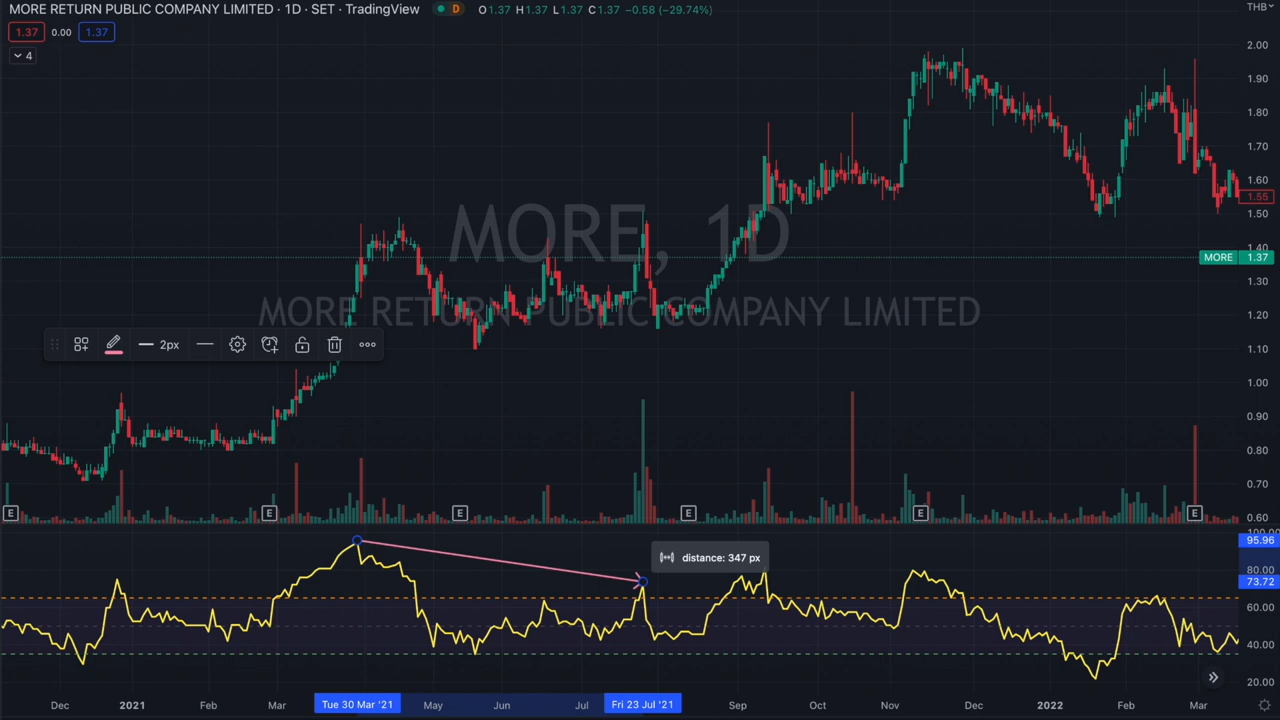 MORE RETURN PUBLIC COMPANY LIMITED · 1D · SET · TradingView D O1.37 H1.37 L1.37 C1.37 −0.58 (−29.74%) THB
1.37 0.00 1.37
4
2.00
1.90
1.80
1.70
1.60
1.55
1.50
1.40
MORE 1.37
1.30
1.20
1.10
1.00
0.90
0.80
0.70
0.60
MORE, 1D
MORE RETURN PUBLIC COMPANY LIMITED
2px
E E E E E E
100.00
95.96
80.00
73.72
60.00
40.00
20.00
distance: 347 px
Dec 2021 Feb Mar Tue 30 Mar '21 May Jun Jul Fri 23 Jul '21 Sep Oct Nov Dec 2022 Feb Mar